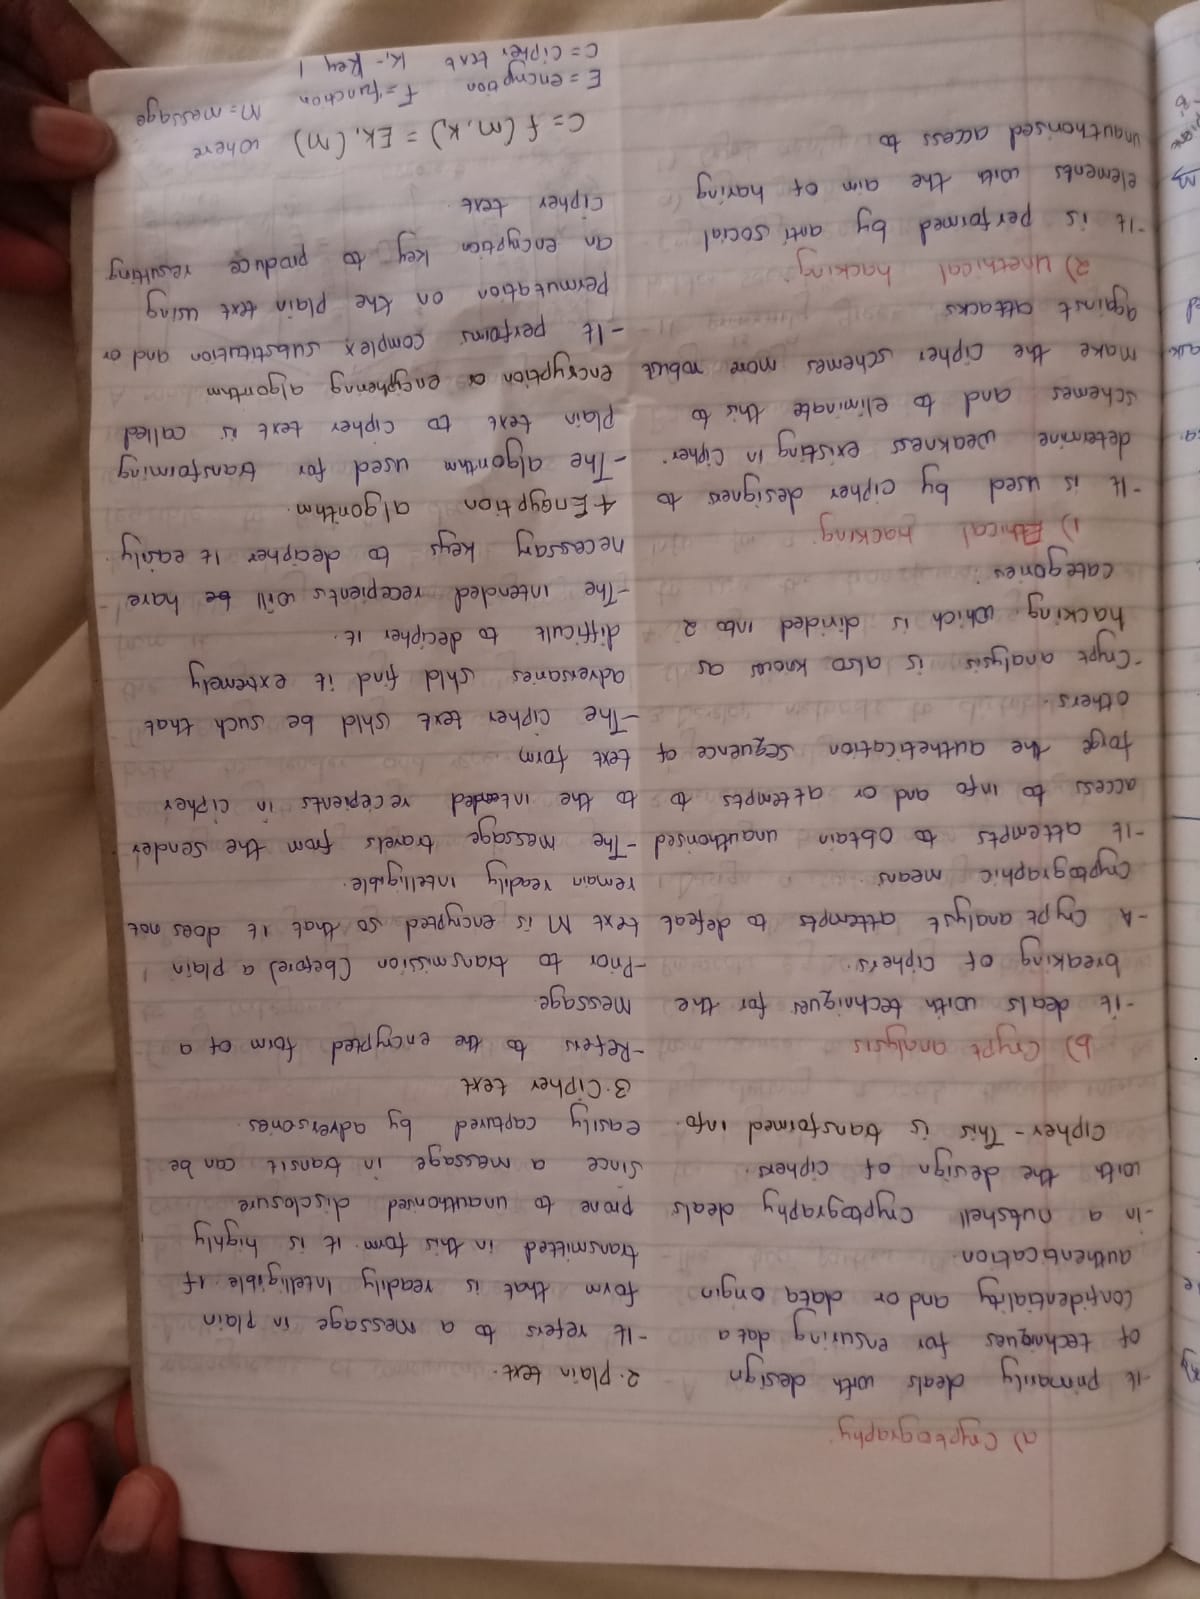 a) Cryptography.
-It primarily deals with design
of techniques for ensuring data
confidentiality and or data origin
authentication.
-In a nutshell cryptography deals
with the design of ciphers.
Cipher - This is transformed info.
b) Crypt analysis
-it deals with techniques for the
breaking of ciphers.
-A Crypt analyst attempts to defeat
Cryptographic means.
-It attempts to obtain unauthorised
access to info and or attempts to
forge the authetication sequence of
others.
-Crypt analysis is also known as
hacking. which is divided into 2
categories:
1) Ethical hacking.
-It is used by cipher designers to
determine weakness existing in cipher.
schemes and to eliminate this to
make the cipher schemes more robust
against attacks.
2) Unethical hacking.
-It is performed by anti social
elements with the aim of having
unauthorised access to
2. plain text.
-It refers to a message in plain
form that is readily Intelligible. If
transmitted in this form. it is highly
prone to unauthorised disclosure
since a message in transit can be
easily captured by adversaries.
3. Cipher text
-Refers to the encrypted form of a
message.
-Prior to transmission (before) a plain
text M is encrypted so that it does not
remain readily intelligible.
-The message travels from the sender
to the intended recepients in cipher
text form
-The cipher text shld be such that
adversaries shld find it extremely
difficult to decipher it.
-The intended recepients will be have
necessary keys to decipher it easily.
4 Encryption algorithm.
-The algorithm used for transforming
plain text to cipher text is called
encryption or enciphering algorithm
-It performs complex substitution and or
permutation on the plain text using
an encryption key to produce resulting
cipher text.
C = f(M, K1) = EK1(M) where
E = encryption f = function M = message
C = cipher text K1 - key 1